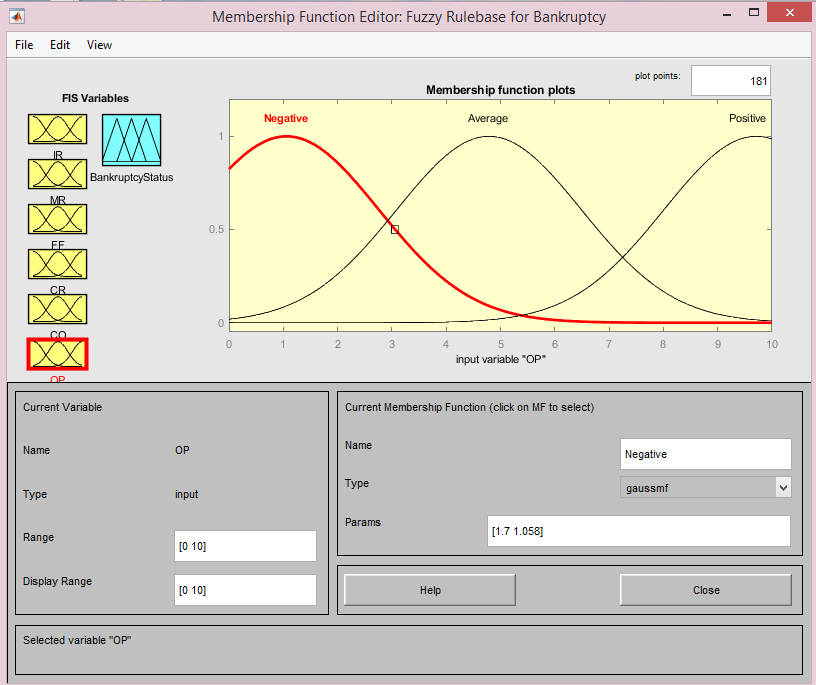 Membership Function Editor: Fuzzy Rulebase for Bankruptcy
File Edit View
FIS Variables
IR
MR
EF
CR
CO
OP
BankruptcyStatus
plot points:
181
Membership function plots
Negative
Average
Positive
1
0.5
0
0 1 2 3 4 5 6 7 8 9 10
input variable "OP"
Current Variable
Name OP
Type input
Range [0 10]
Display Range [0 10]
Current Membership Function (click on MF to select)
Name Negative
Type gaussmf
Params [1.7 1.058]
Help
Close
Selected variable "OP"